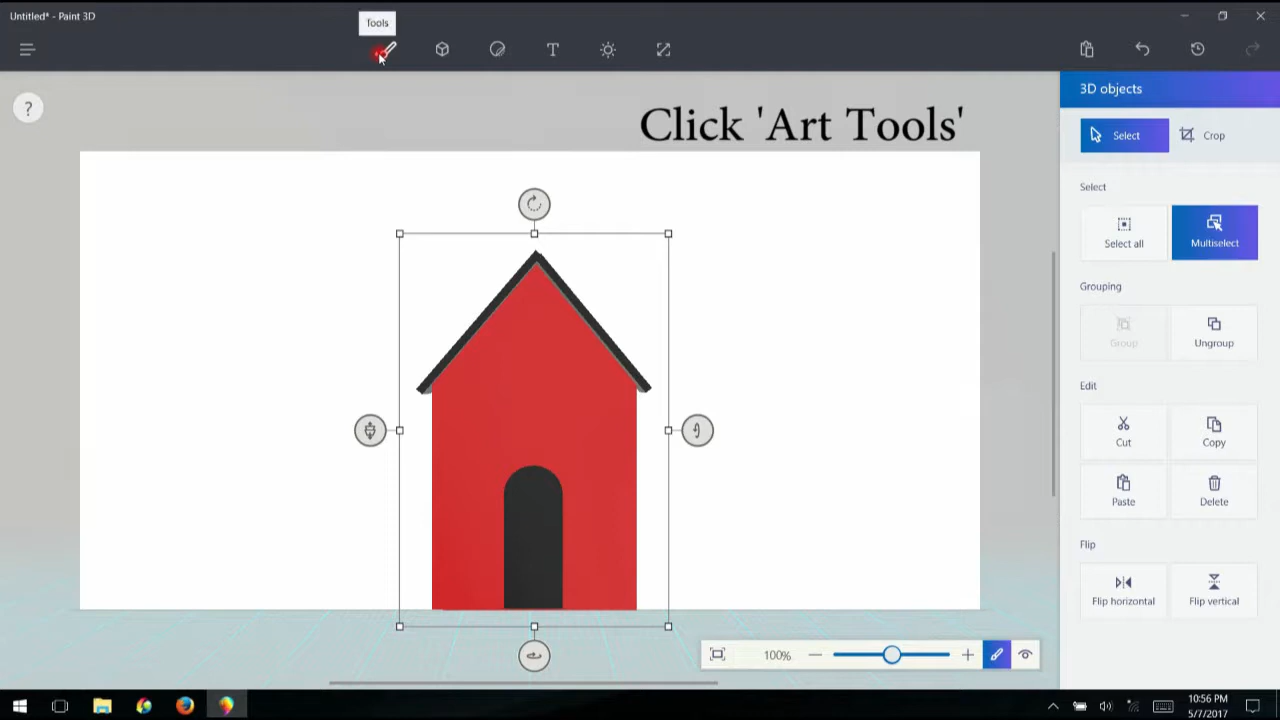 Untitled* - Paint 3D
Tools
T
?
Click 'Art Tools'
3D objects
Select
Crop
Select
Select all
Multiselect
Grouping
Group
Ungroup
Edit
Cut
Copy
Paste
Delete
Flip
Flip horizontal
Flip vertical
100%
10:56 PM
5/7/2017